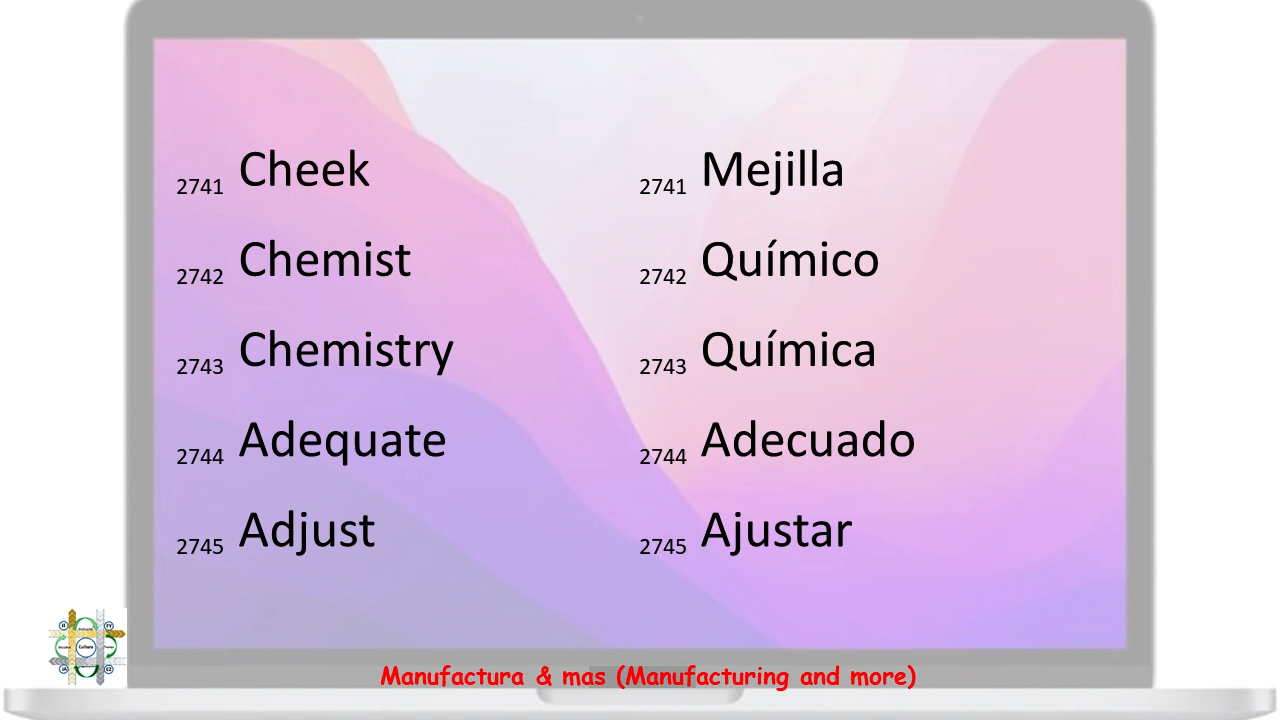 2741 Cheek 2741 Mejilla
2742 Chemist 2742 Químico
2743 Chemistry 2743 Química
2744 Adequate 2744 Adecuado
2745 Adjust 2745 Ajustar
Cultura
Manufactura & mas (Manufacturing and more)